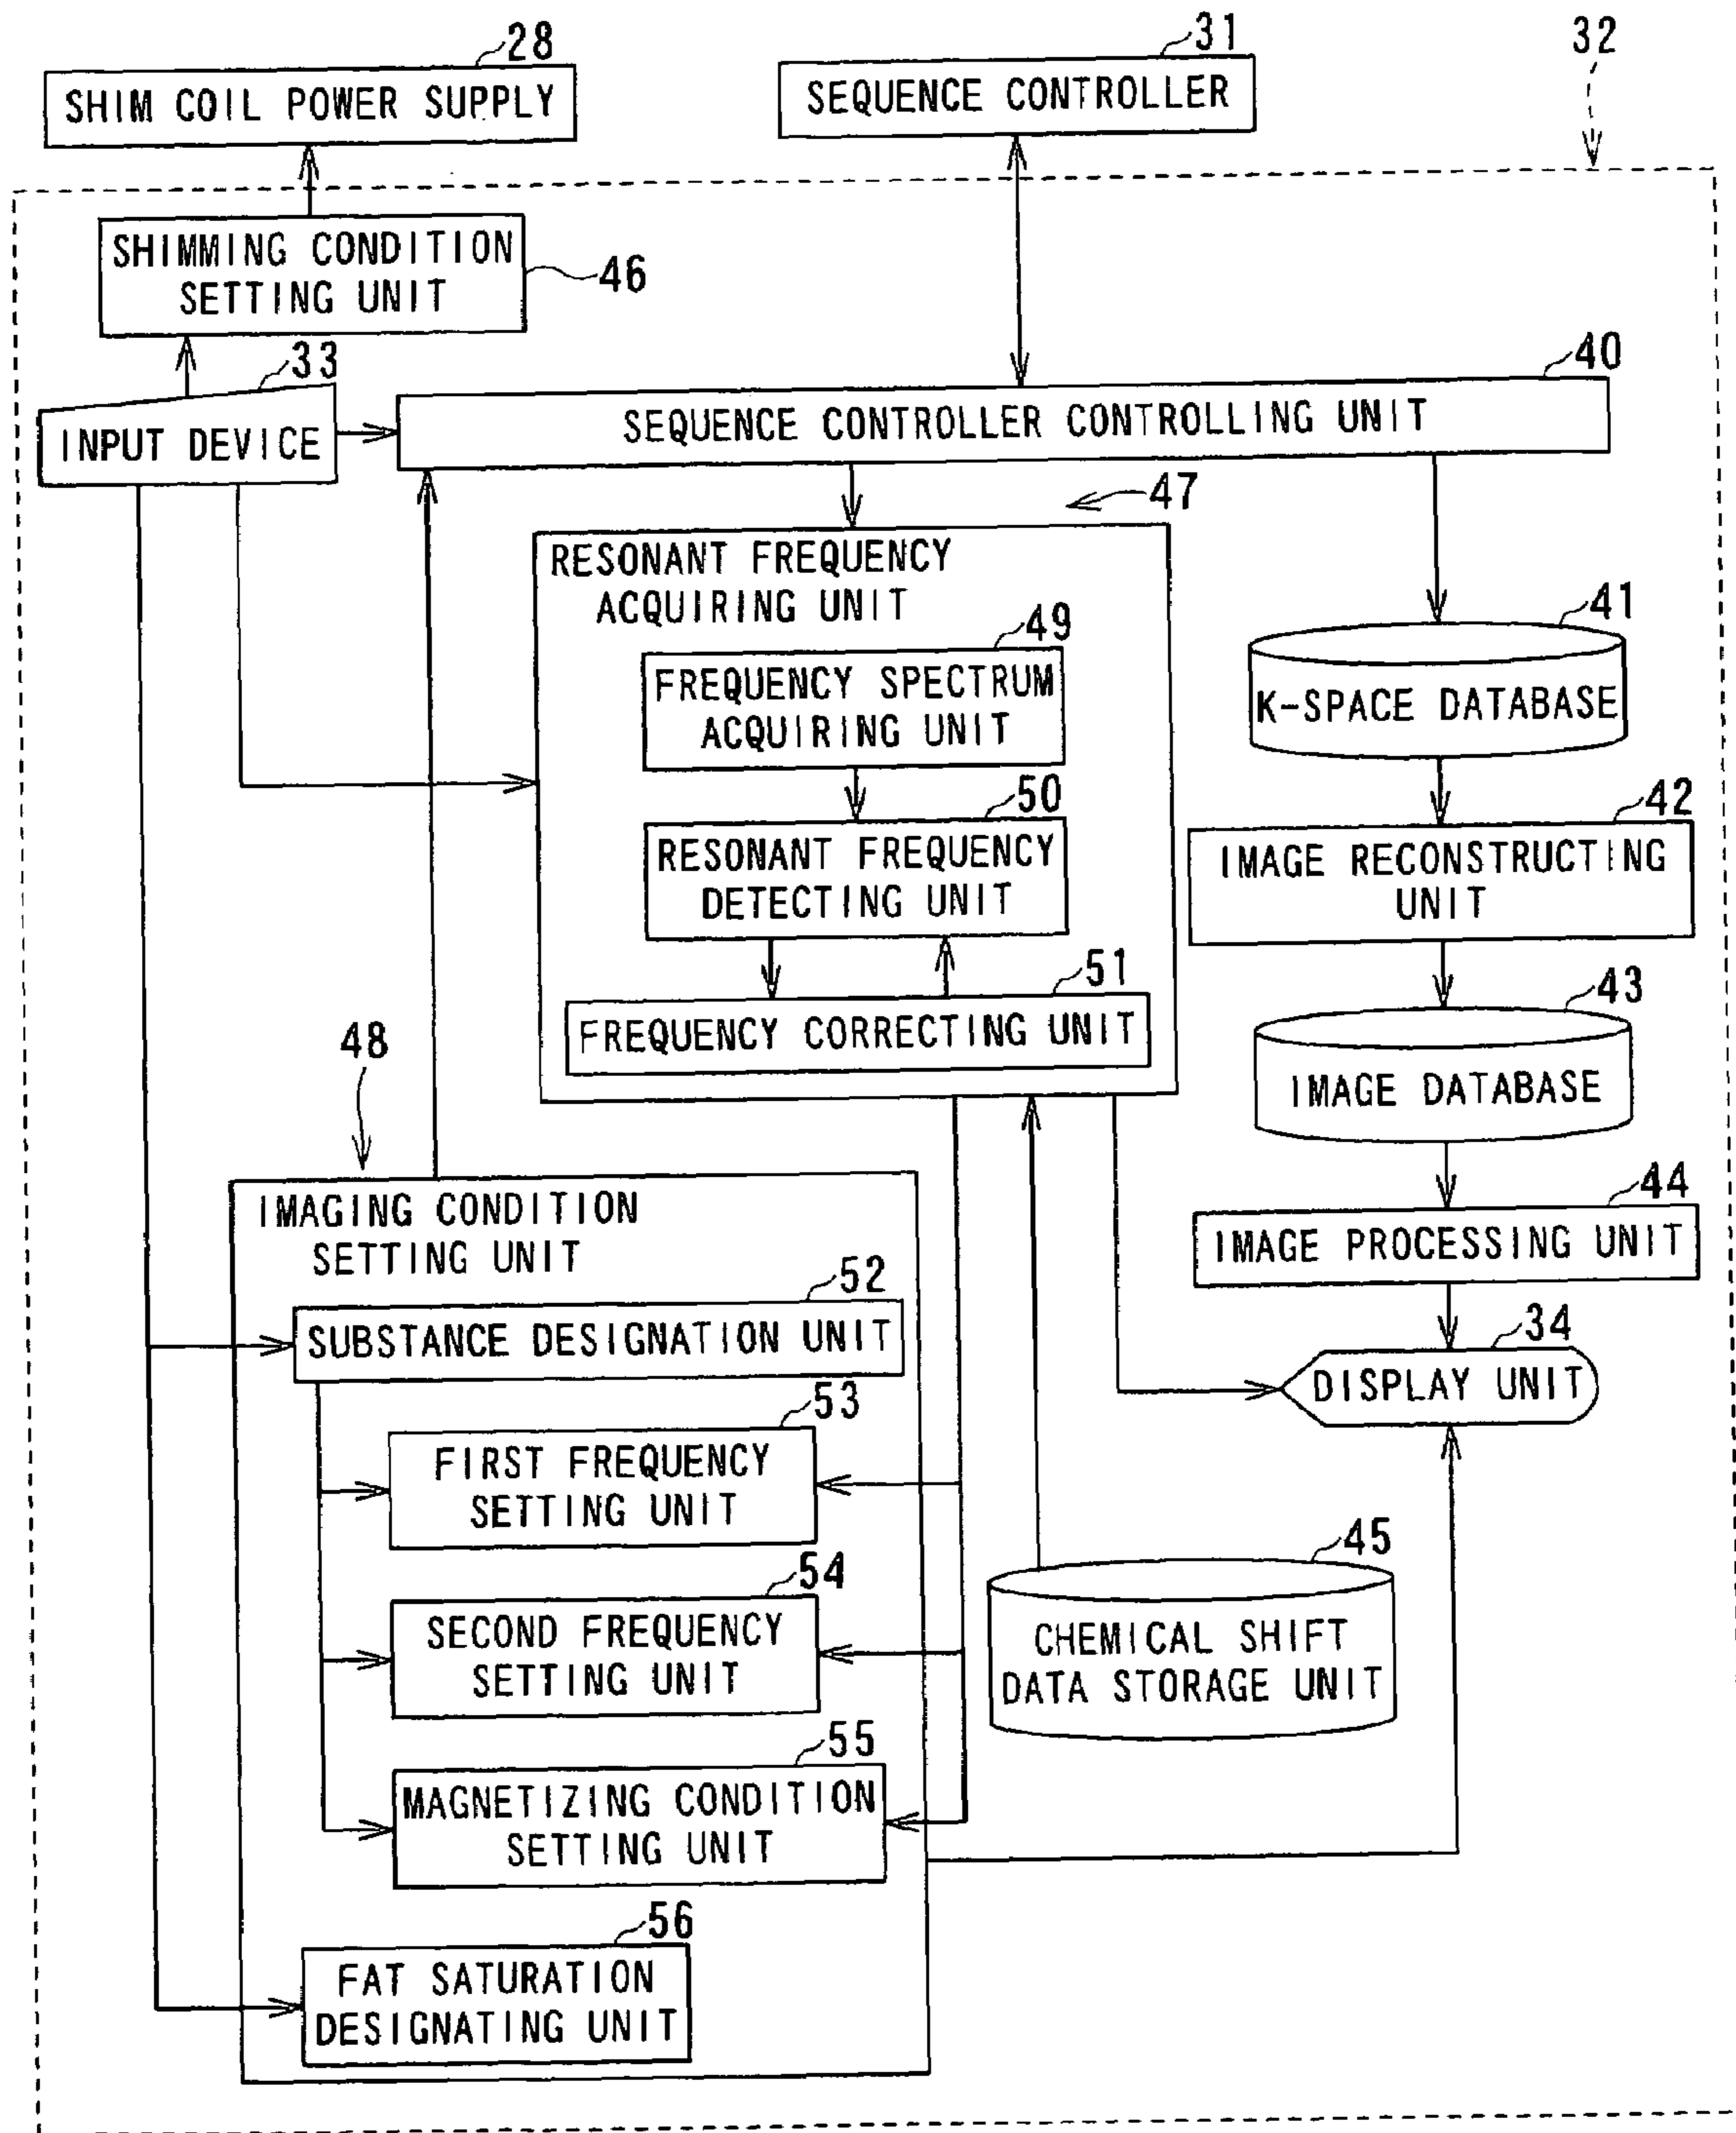 28
SHIM COIL POWER SUPPLY
31
SEQUENCE CONTROLLER
32
SHIMMING CONDITION
SETTING UNIT
46
33
INPUT DEVICE
40
SEQUENCE CONTROLLER CONTROLLING UNIT
47
RESONANT FREQUENCY
ACQUIRING UNIT
49
FREQUENCY SPECTRUM
ACQUIRING UNIT
50
RESONANT FREQUENCY
DETECTING UNIT
51
FREQUENCY CORRECTING UNIT
41
K-SPACE DATABASE
42
IMAGE RECONSTRUCTING
UNIT
43
IMAGE DATABASE
44
IMAGE PROCESSING UNIT
34
DISPLAY UNIT
48
IMAGING CONDITION
SETTING UNIT
52
SUBSTANCE DESIGNATION UNIT
53
FIRST FREQUENCY
SETTING UNIT
54
SECOND FREQUENCY
SETTING UNIT
55
MAGNETIZING CONDITION
SETTING UNIT
45
CHEMICAL SHIFT
DATA STORAGE UNIT
56
FAT SATURATION
DESIGNATING UNIT